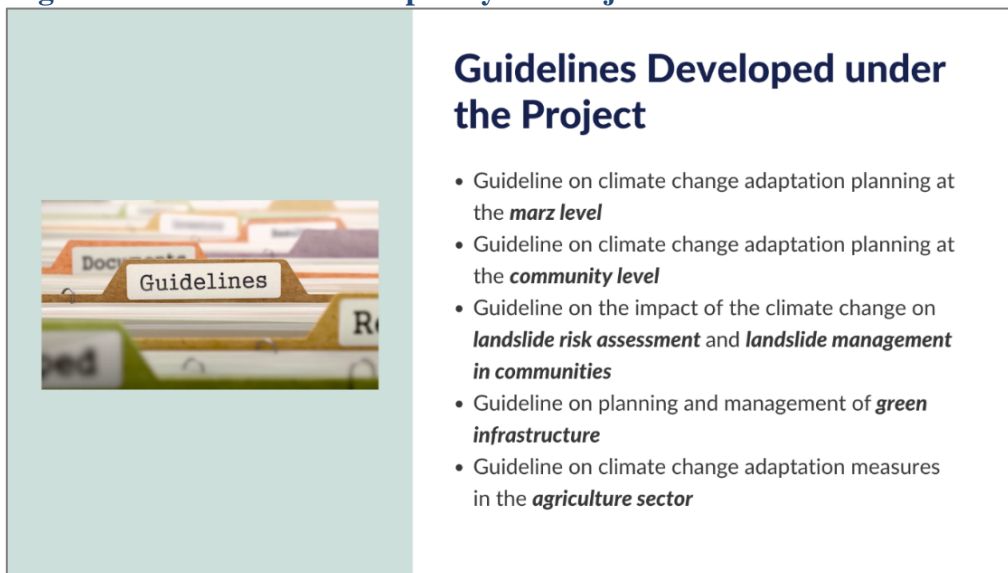 Guidelines Developed under
the Project
Guidelines
• Guideline on climate change adaptation planning at
the marz level
• Guideline on climate change adaptation planning at
the community level
• Guideline on the impact of the climate change on
landslide risk assessment and landslide management
in communities
• Guideline on planning and management of green
infrastructure
• Guideline on climate change adaptation measures
in the agriculture sector